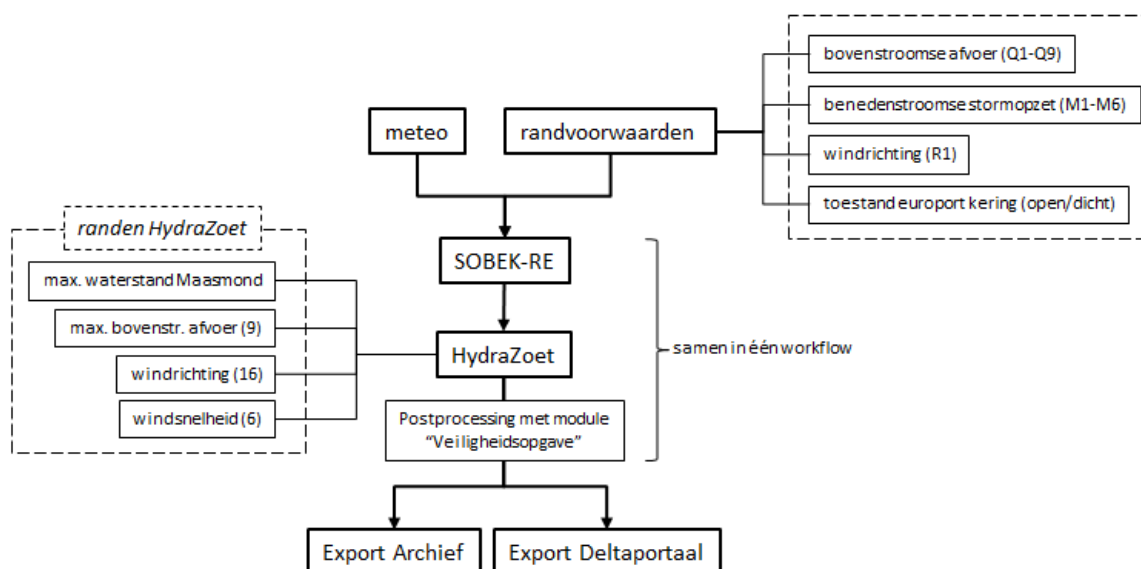 bovenstroomse afvoer (Q1-Q9)
benedenstroomse stormopzet (M1-M6)
meteo
randvoorwaarden
windrichting (R1)
toestand europort kering (open/dicht)
randen HydraZoet
SOBEK-RE
max. waterstand Maasmond
max. bovenstr. afvoer (9)
HydraZoet
samen in één workflow
windrichting (16)
windsnelheid (6)
Postprocessing met module
"Veiligheidsopgave"
Export Archief
Export Deltaportaal